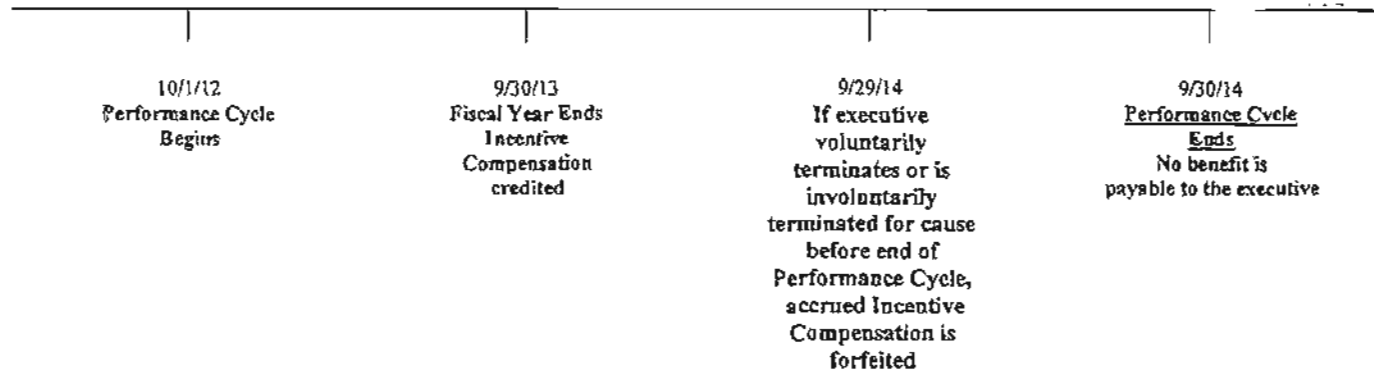 10/1/12
Performance Cycle
Begins
9/30/13
Fiscal Year Ends
Incentive
Compensation
credited
9/29/14
If executive
voluntarily
terminates or is
involuntarily
terminated for cause
before end of
Performance Cycle,
accrued Incentive
Compensation is
forfeited
9/30/14
Performance Cycle
Ends
No benefit is
payable to the executive